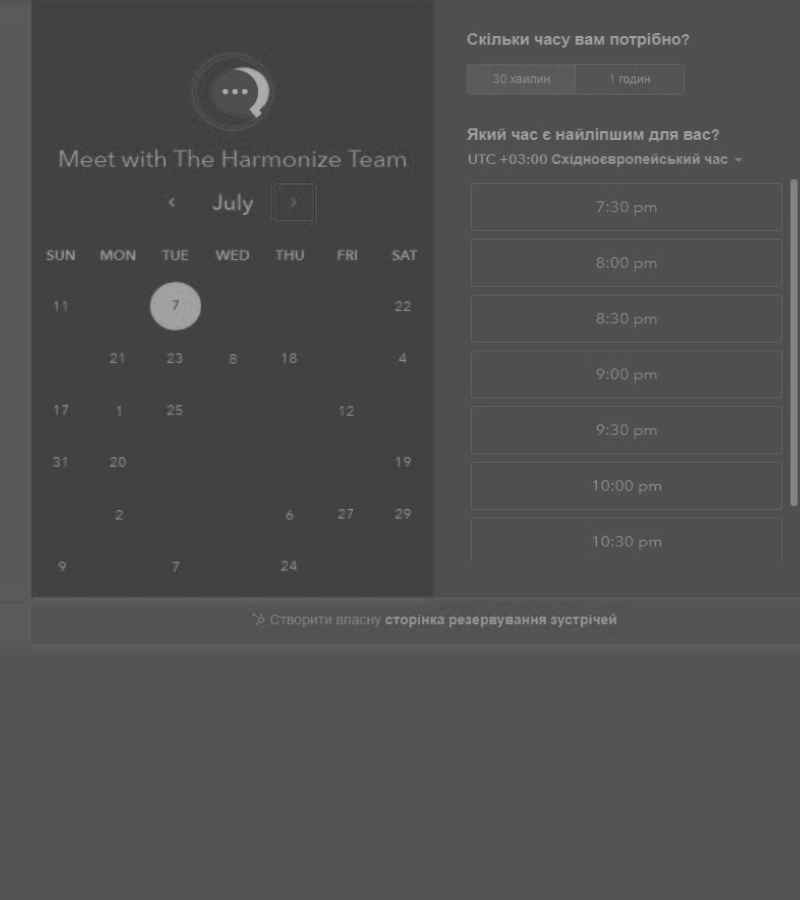 Meet with The Harmonize Team
July
SUN MON TUE WED THU FRI SAT
11 7 22
21 23 8 18 4
17 1 25 12
31 20 19
2 6 27 29
9 7 24
Скільки часу вам потрібно?
30 хвилин 1 годин
Який час є найліпшим для вас?
UTC +03:00 Східноєвропейський час
7:30 pm
8:00 pm
8:30 pm
9:00 pm
9:30 pm
10:00 pm
10:30 pm
Створити власну сторінка резервування зустрічей